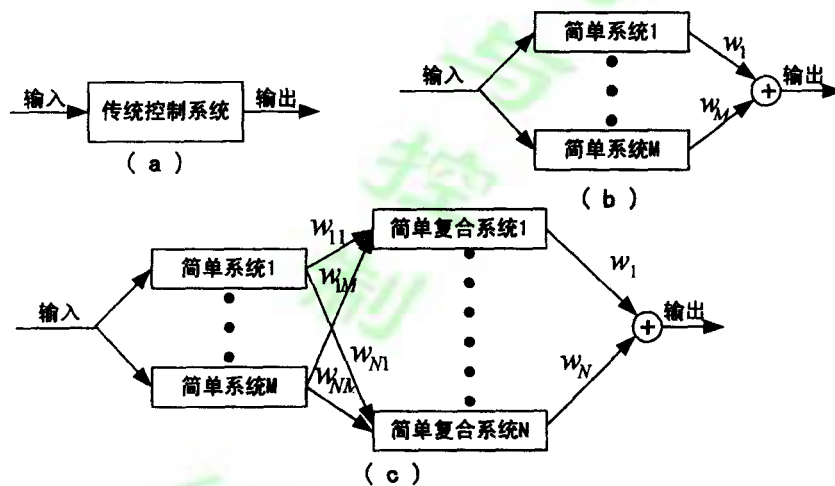 输入
传统控制系统
输出
( a )
输入
简单系统1
简单系统M
w1
wM
+
输出
( b )
输入
简单系统1
简单系统M
w11
w1M
wN1
wNM
简单复合系统1
简单复合系统N
w1
wN
+
输出
( c )